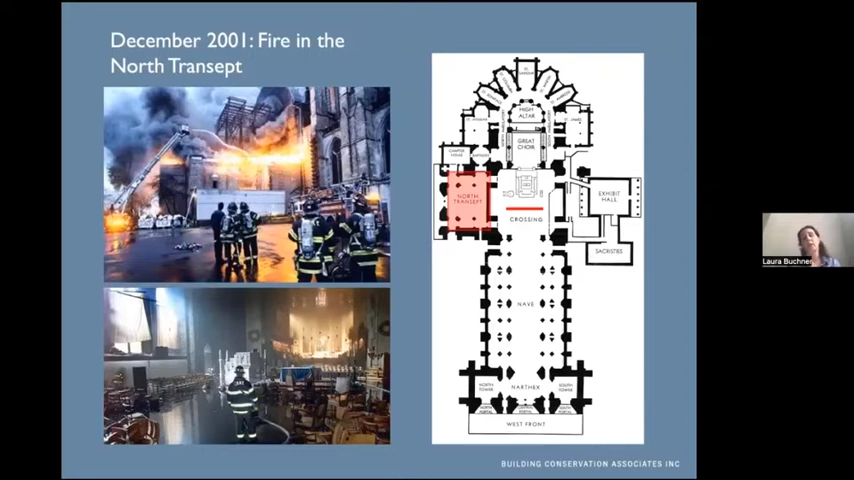 December 2001: Fire in the
North Transept
HIGH
ALTAR
GREAT
CHOIR
NORTH
TRANSEPT
CROSSING
EXHIBIT
HALL
SACRISTIES
NAVE
NORTH
TOWER
NARTHEX
SOUTH
TOWER
WEST FRONT
BUILDING CONSERVATION ASSOCIATES INC
Laura Buchner